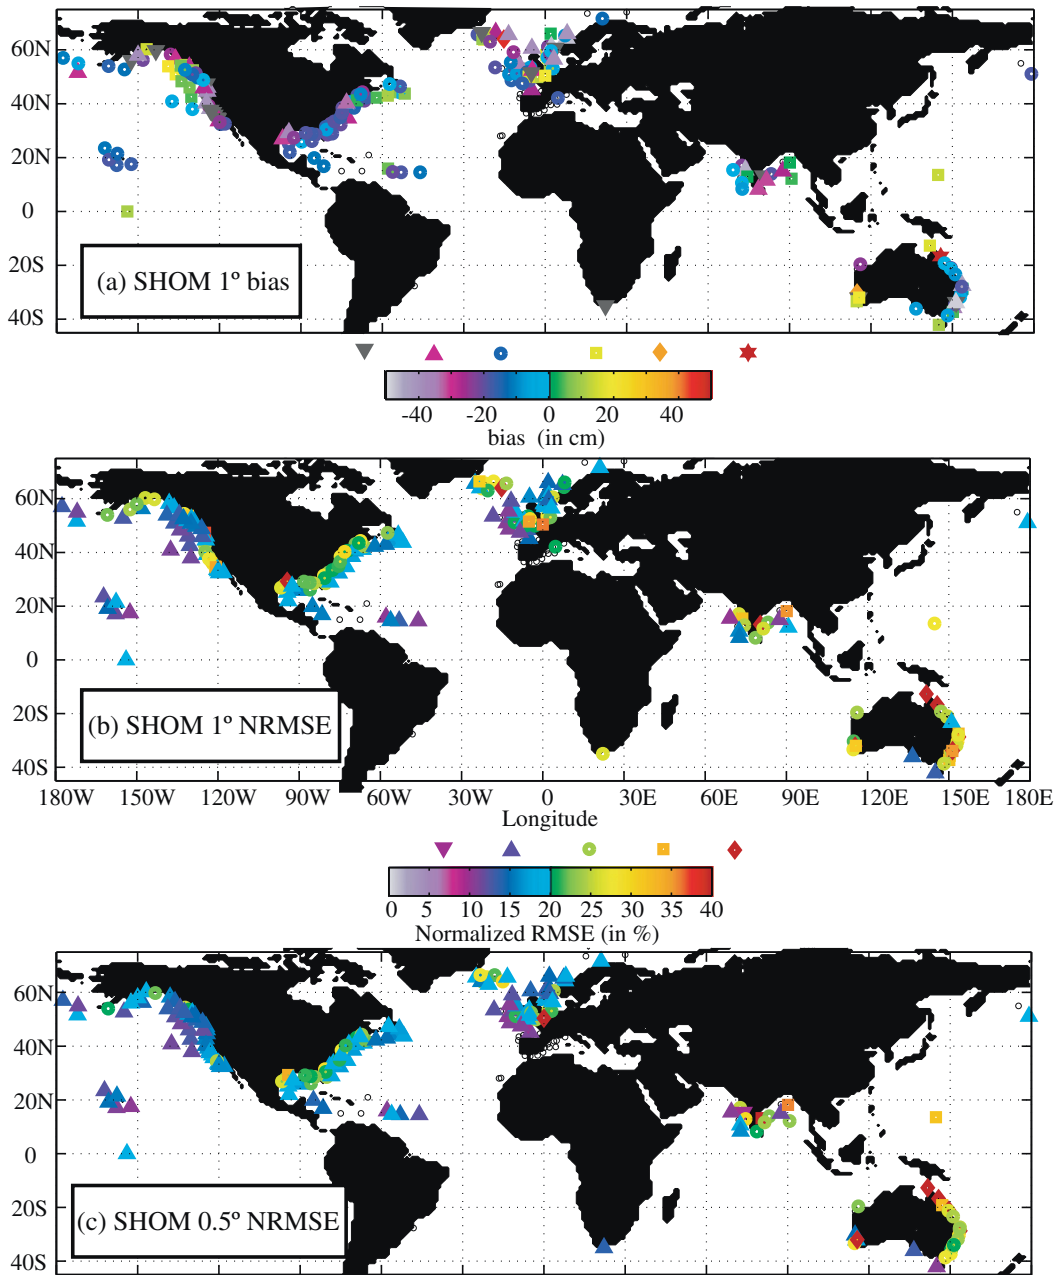 60N
40N
20N
0
20S
40S
(a) SHOM 1º bias
-40 -20 0 20 40
bias (in cm)
60N
40N
20N
0
20S
40S
(b) SHOM 1º NRMSE
180W 150W 120W 90W 60W 30W 0 30E 60E 90E 120E 150E 180E
Longitude
0 5 10 15 20 25 30 35 40
Normalized RMSE (in %)
60N
40N
20N
0
20S
40S
(c) SHOM 0.5º NRMSE